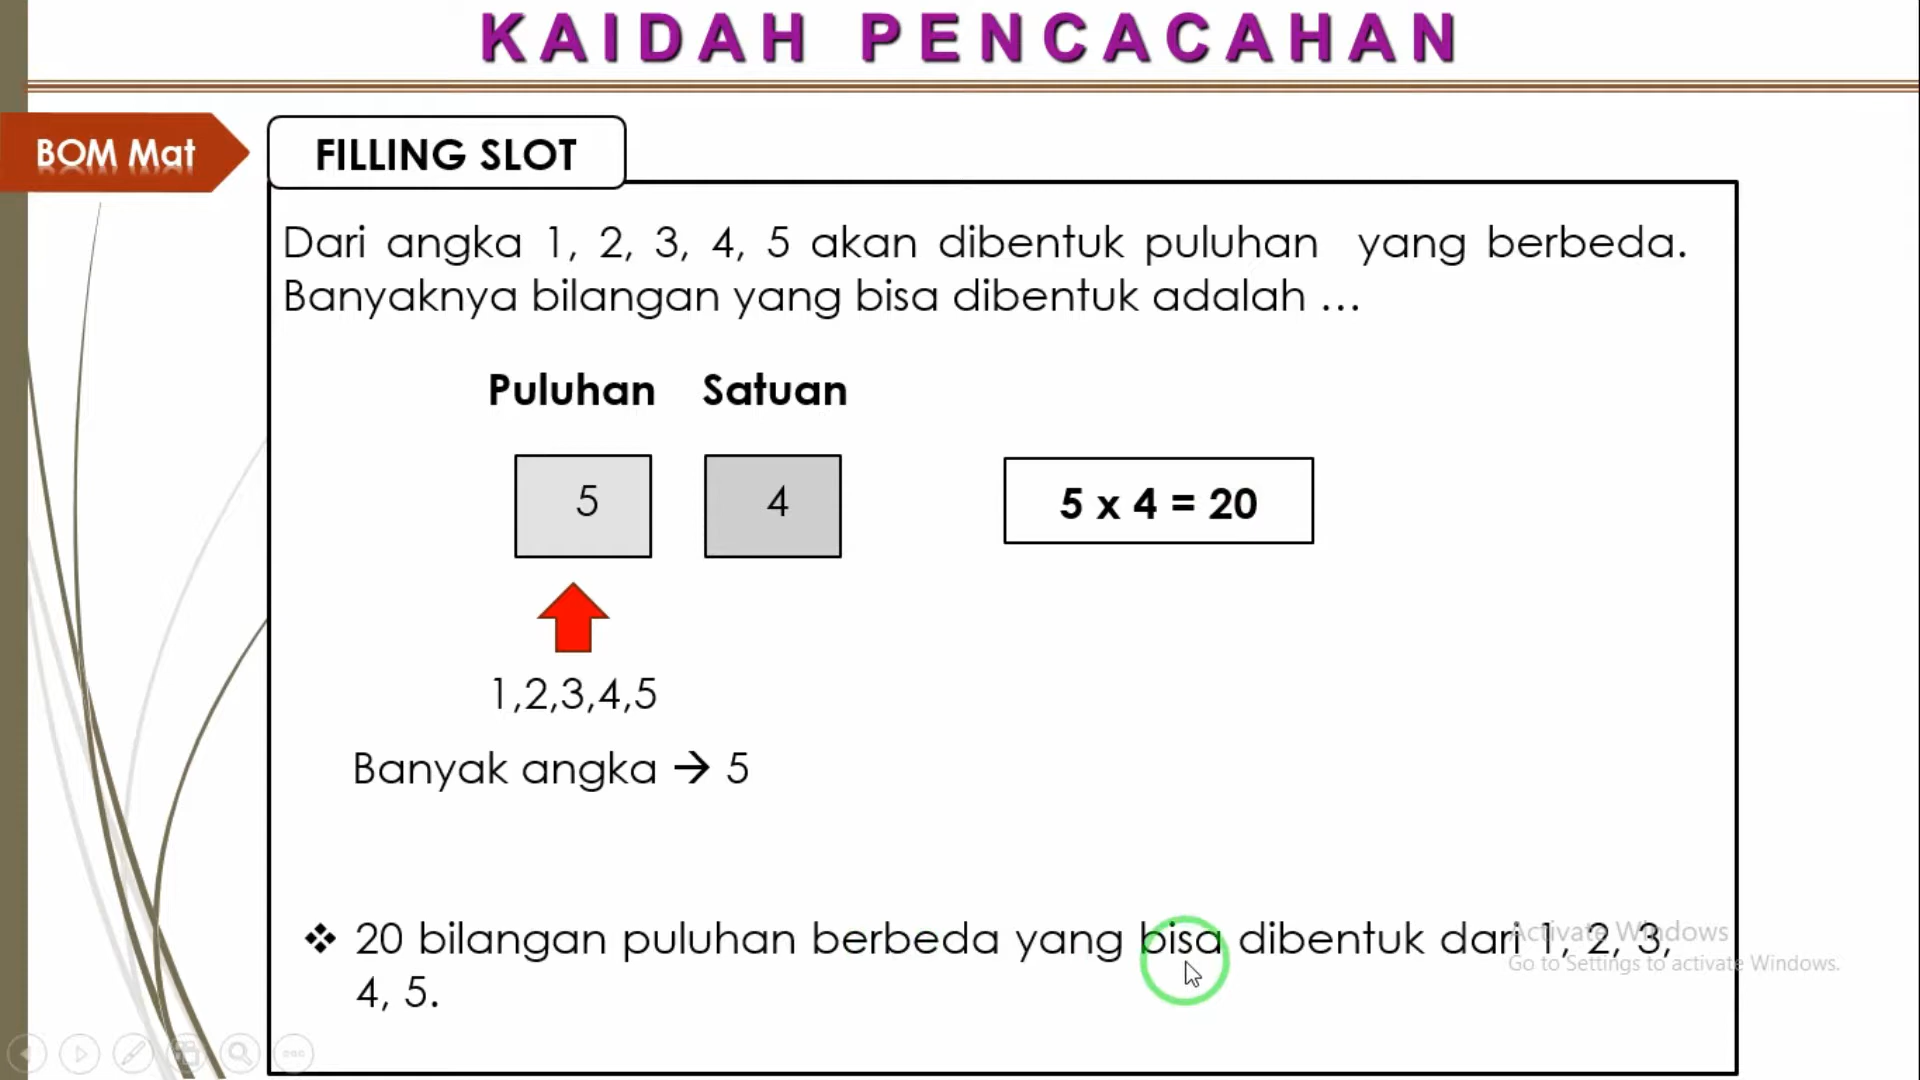 KAIDAH PENCACAHAN
BOM Mat
FILLING SLOT
Dari angka 1, 2, 3, 4, 5 akan dibentuk puluhan yang berbeda.
Banyaknya bilangan yang bisa dibentuk adalah ...
Puluhan Satuan
5 4 5 x 4 = 20
1,2,3,4,5
Banyak angka → 5
❖ 20 bilangan puluhan berbeda yang bisa dibentuk dari 1, 2, 3,
4, 5.
Activate Windows
Go to Settings to activate Windows.